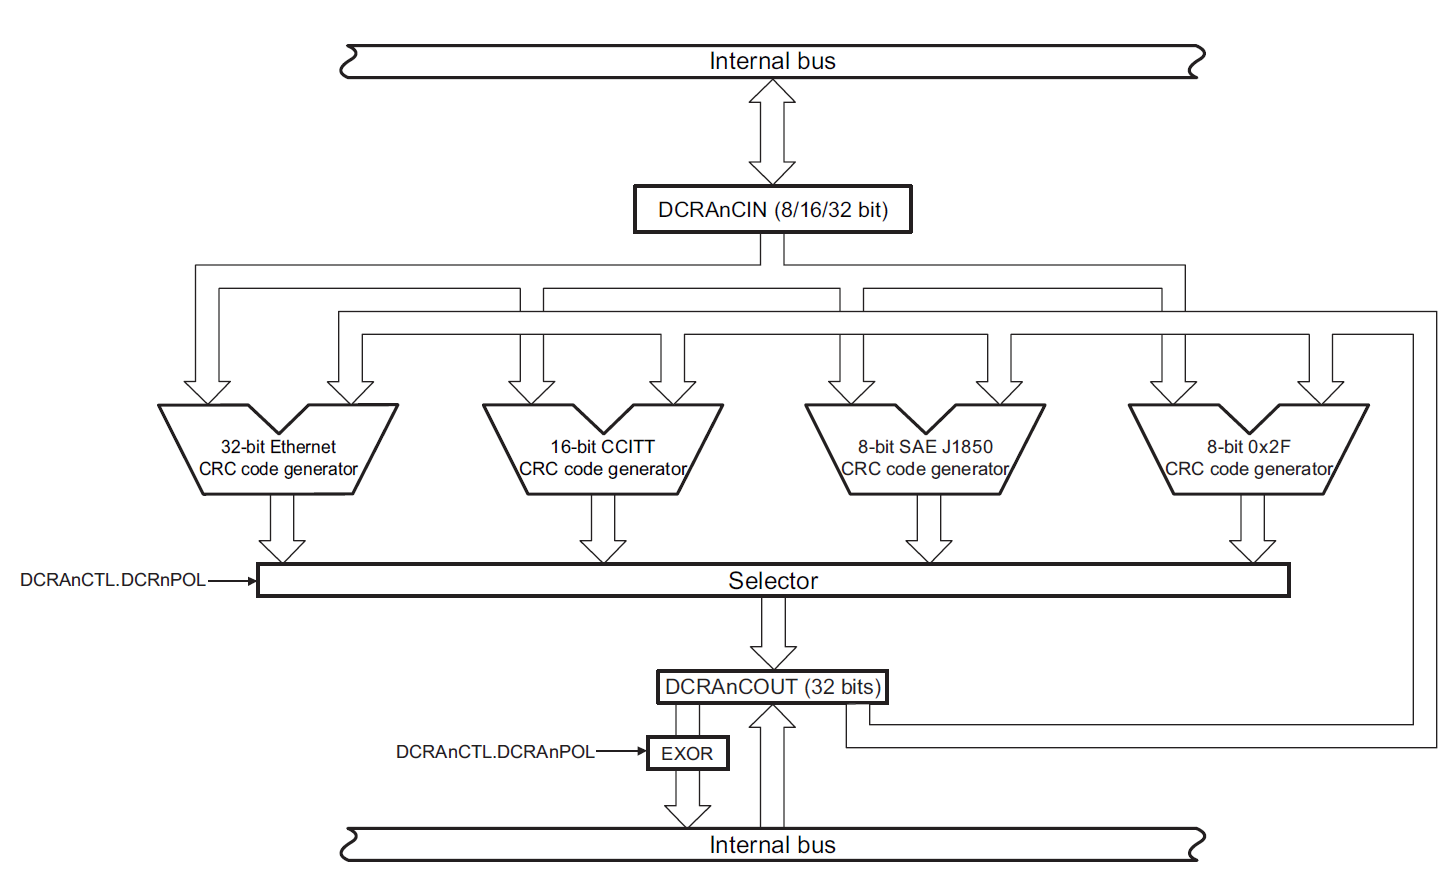 Internal bus
DCRAnCIN (8/16/32 bit)
32-bit Ethernet
CRC code generator
16-bit CCITT
CRC code generator
8-bit SAE J1850
CRC code generator
8-bit 0x2F
CRC code generator
DCRAnCTL.DCRnPOL
Selector
DCRAnCOUT (32 bits)
DCRAnCTL.DCRAnPOL
EXOR
Internal bus